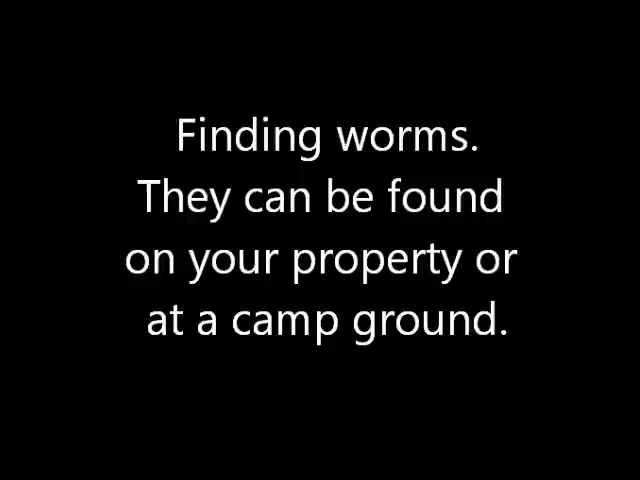 Finding worms.
They can be found
on your property or
at a camp ground.